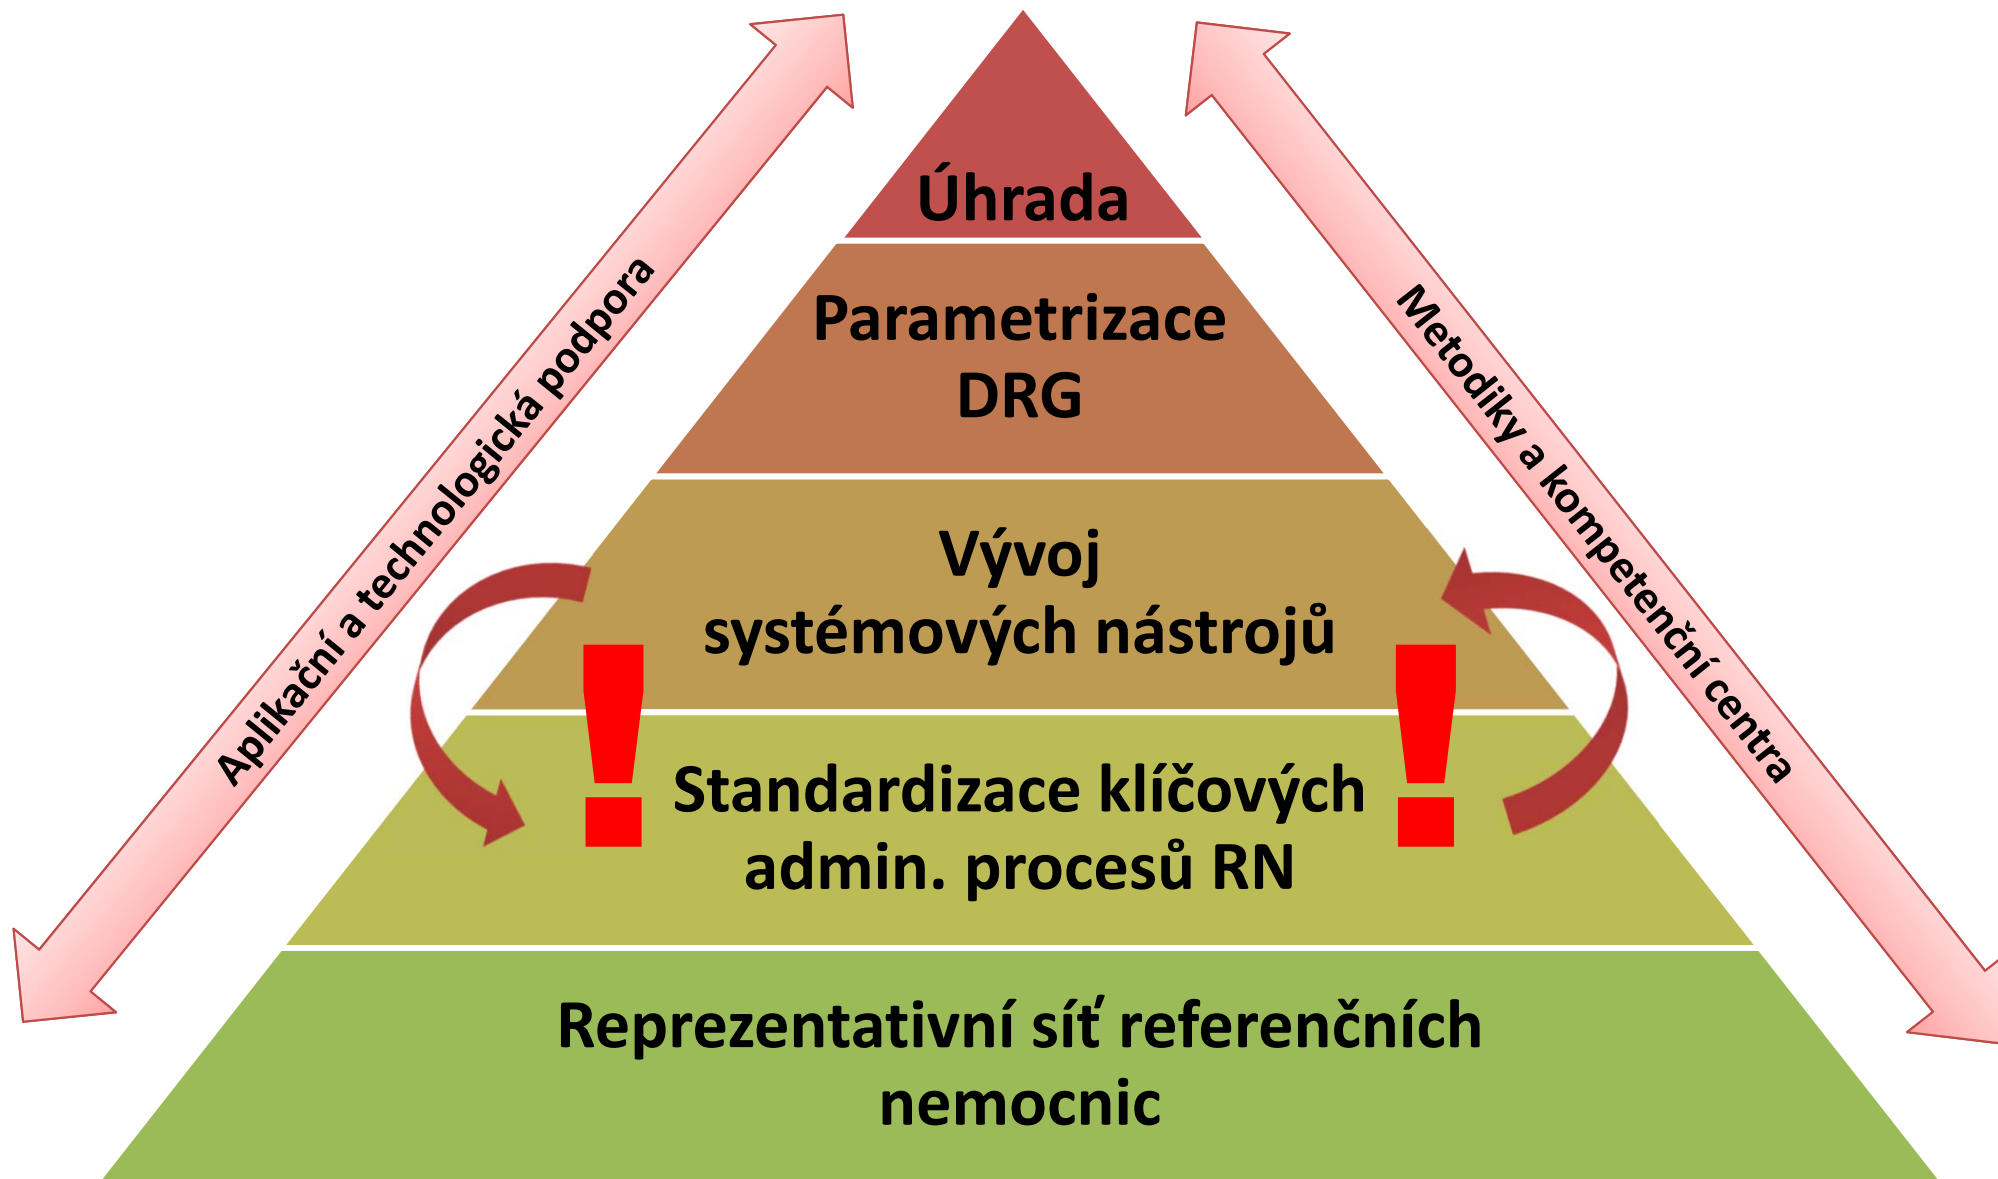 Úhrada
Parametrizace
DRG
Vývoj
systémových nástrojů
!
!
Standardizace klíčových
admin. procesů RN
Reprezentativní síť referenčních
nemocnic
Aplikační a technologická podpora
Metodiky a kompetenční centra